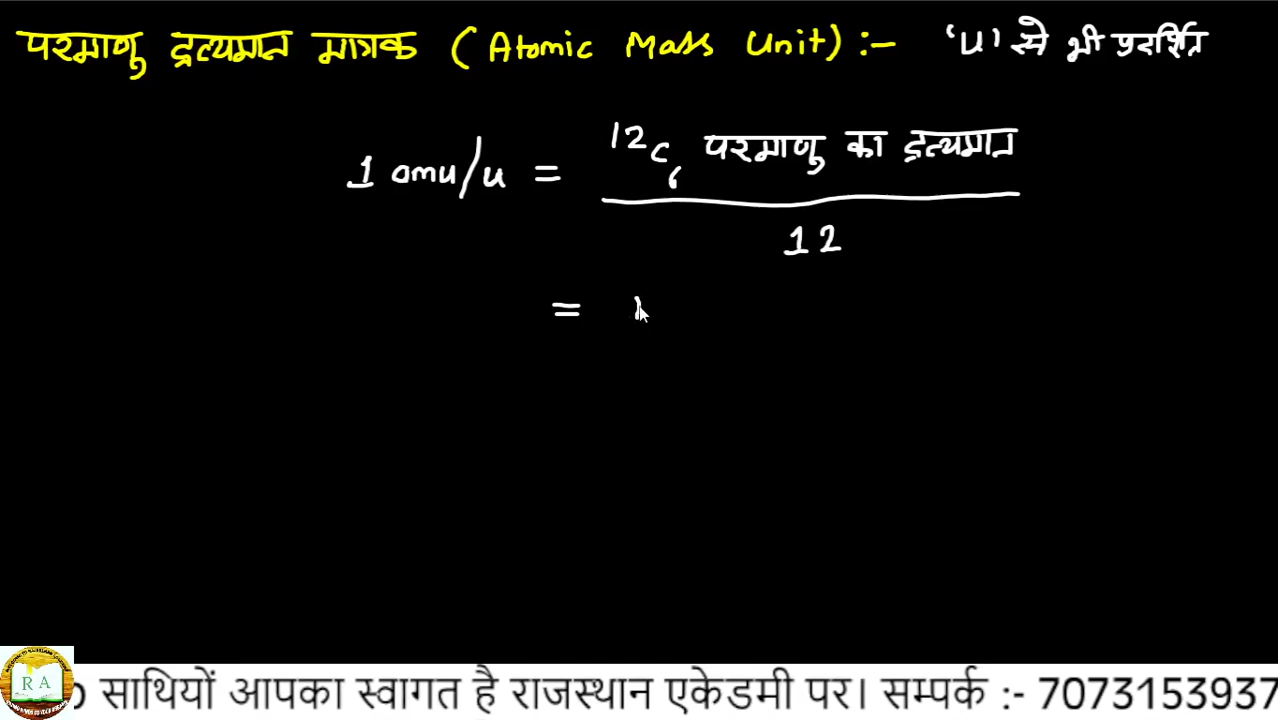 परमाणु द्रव्यमान मात्रक (Atomic Mass Unit) :- 'u' से भी प्रदर्शित
1 amu/u = ¹²C₆ परमाणु का द्रव्यमान / 12
= 1
R A
साथियों आपका स्वागत है राजस्थान एकेडमी पर। सम्पर्क :- 7073153937